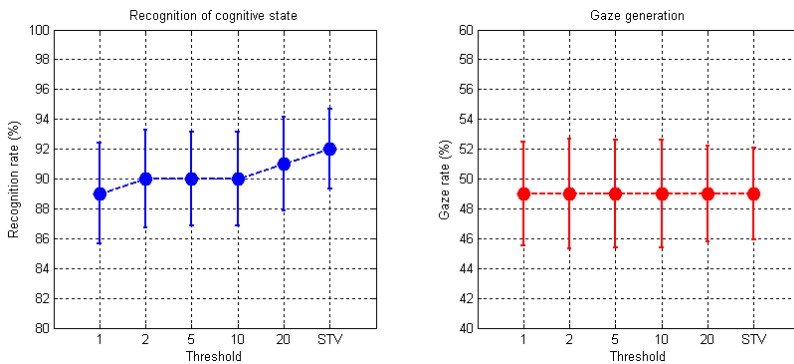 Recognition of cognitive state
100
98
96
94
92
90
88
86
84
82
80
Recognition rate (%)
1 2 5 10 20 STV
Threshold
Gaze generation
60
58
56
54
52
50
48
46
44
42
40
Gaze rate (%)
1 2 5 10 20 STV
Threshold